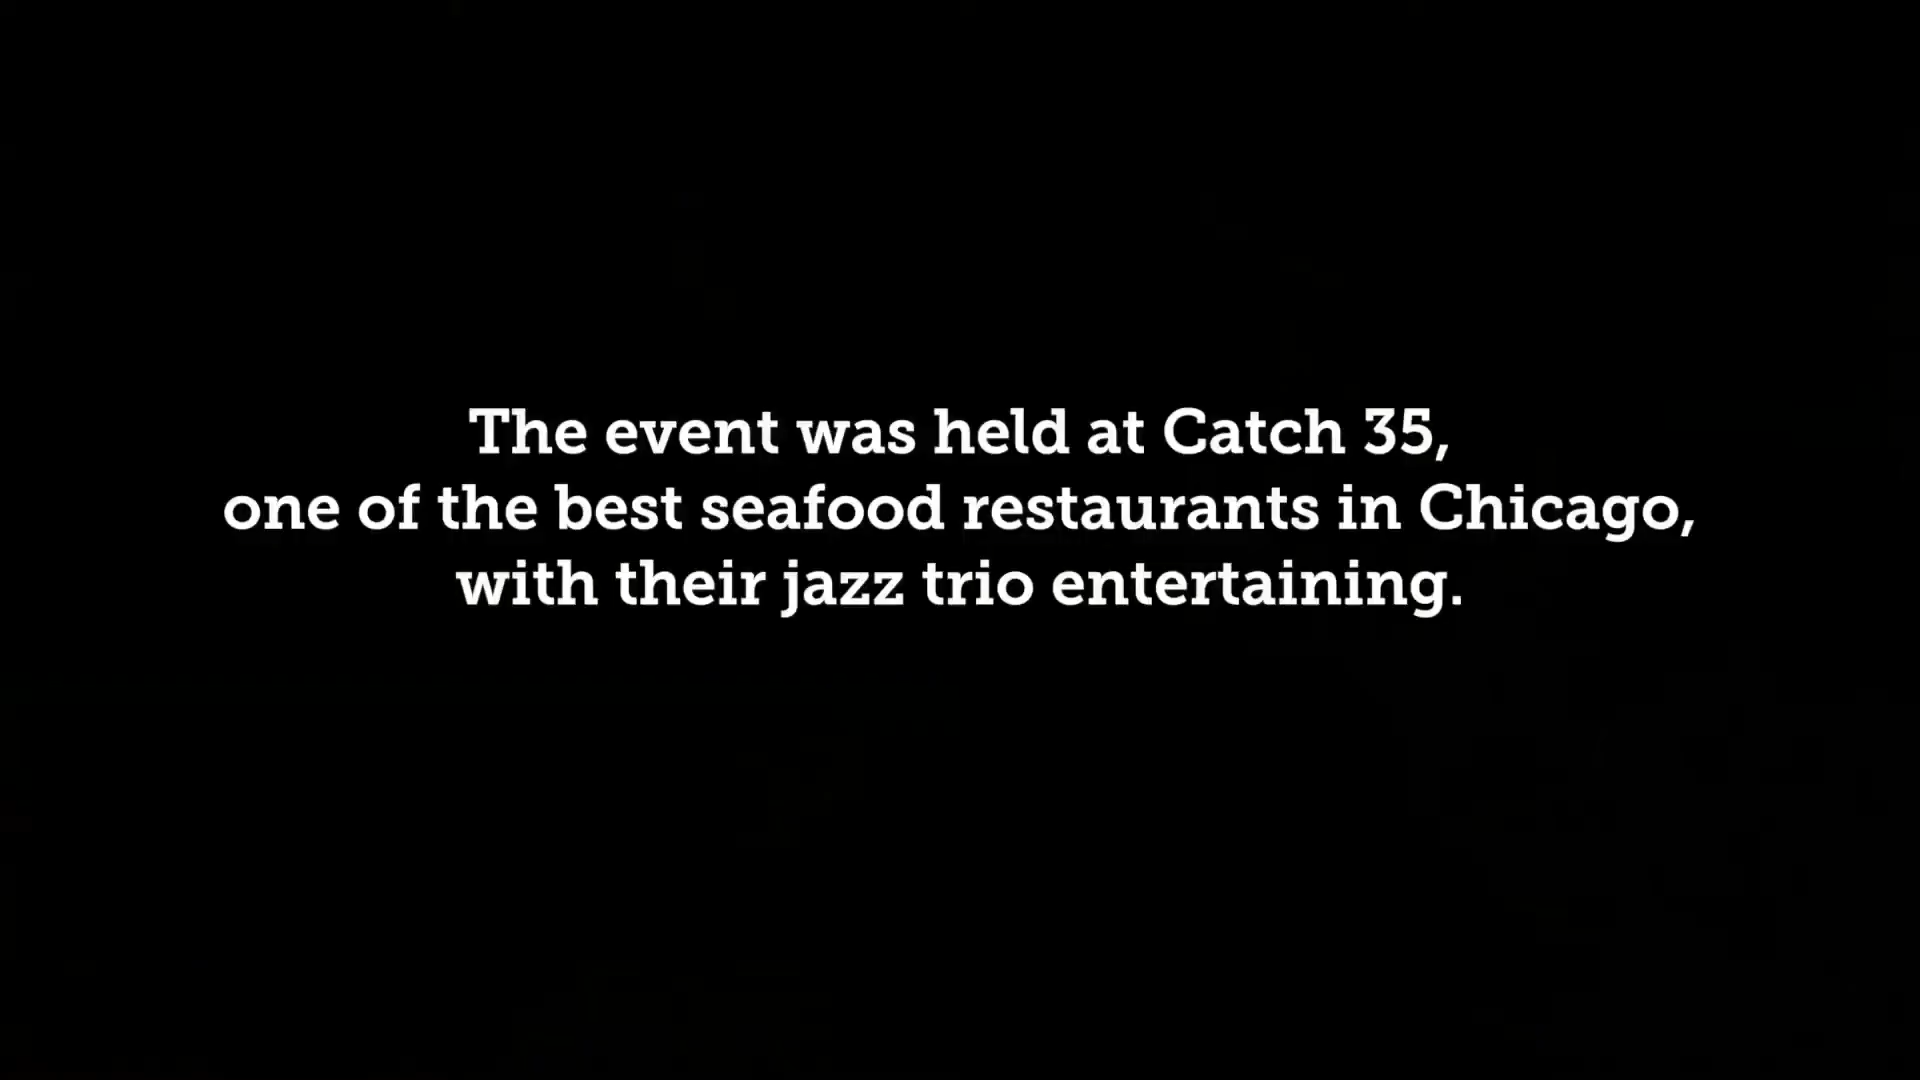 The event was held at Catch 35,
one of the best seafood restaurants in Chicago,
with their jazz trio entertaining.